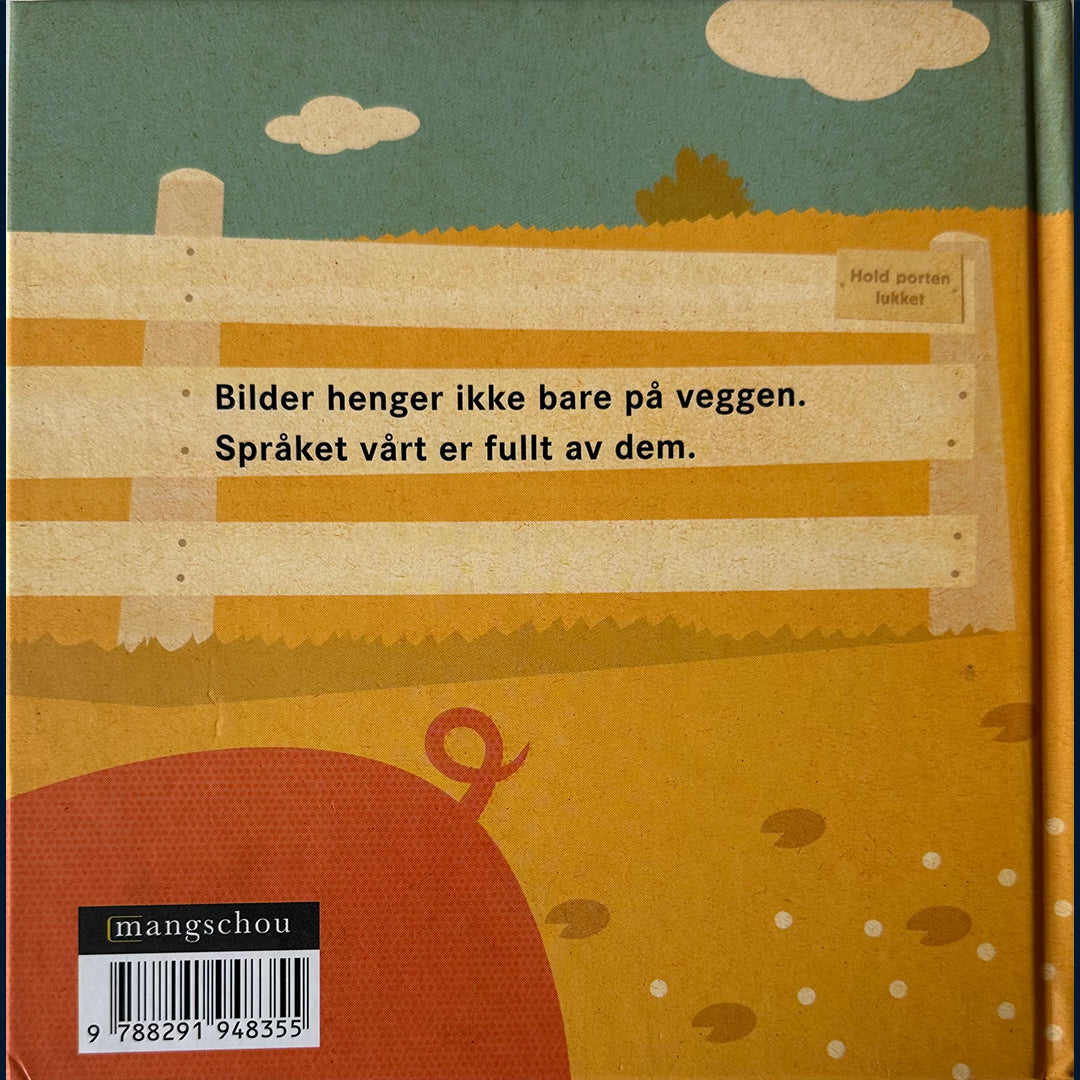 Hold porten
lukket
Bilder henger ikke bare på veggen.
Språket vårt er fullt av dem.
mangschou
9 788291 948355